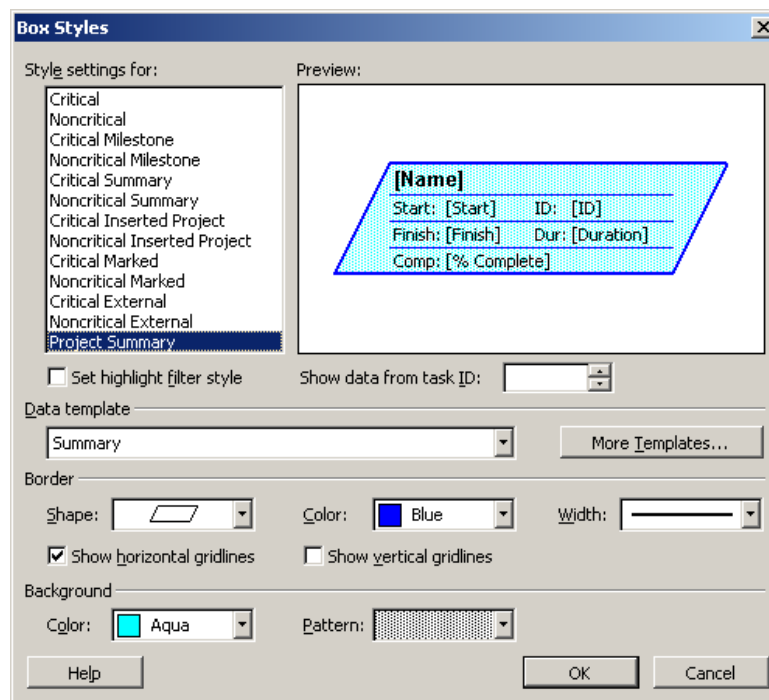 Box Styles
Style settings for:
Preview:
Critical
Noncritical
Critical Milestone
Noncritical Milestone
Critical Summary
Noncritical Summary
Critical Inserted Project
Noncritical Inserted Project
Critical Marked
Noncritical Marked
Critical External
Noncritical External
Project Summary
[Name]
Start: [Start] ID: [ID]
Finish: [Finish] Dur: [Duration]
Comp: [% Complete]
Set highlight filter style
Show data from task ID:
Data template
Summary
More Templates...
Border
Shape:
Color: Blue
Width:
Show horizontal gridlines
Show vertical gridlines
Background
Color: Aqua
Pattern:
Help
OK
Cancel